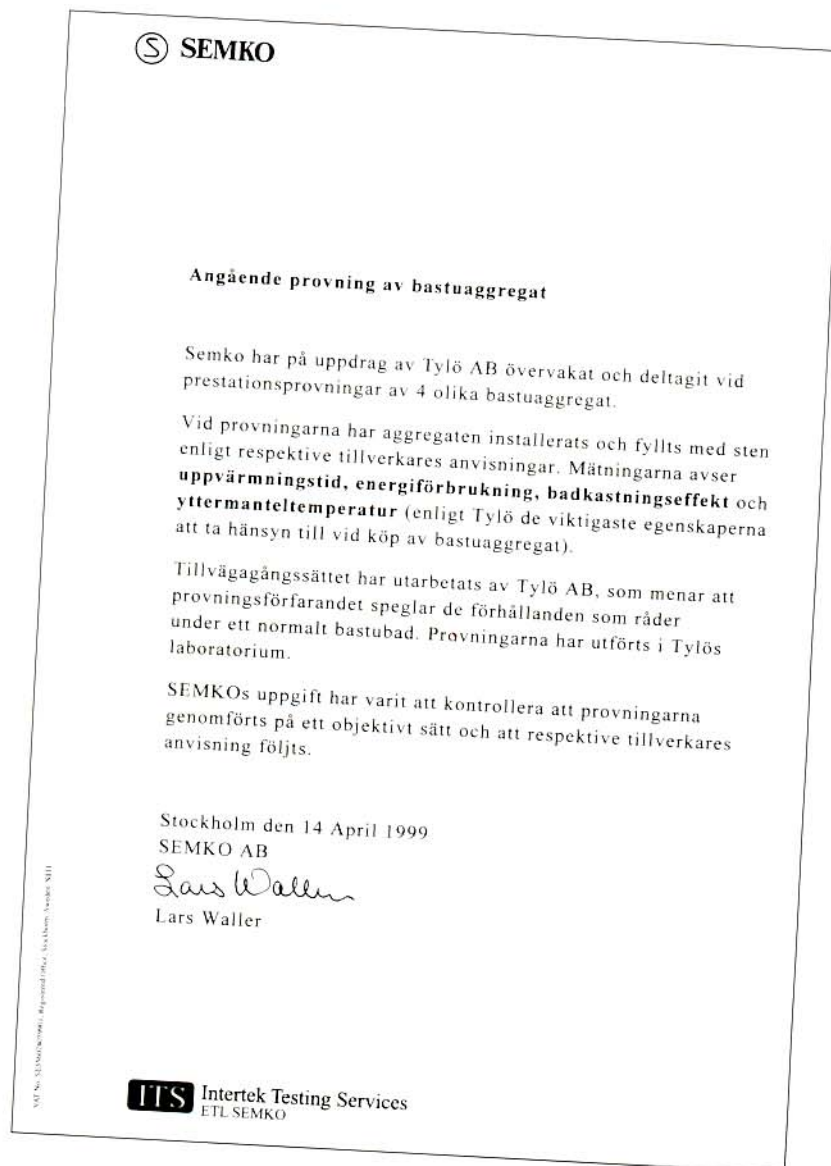 S SEMKO
Angående provning av bastuaggregat
Semko har på uppdrag av Tylö AB övervakat och deltagit vid
prestationsprovningar av 4 olika bastuaggregat.
Vid provningarna har aggregaten installerats och fyllts med sten
enligt respektive tillverkares anvisningar. Mätningarna avser
uppvärmningstid, energiförbrukning, badkastningseffekt och
yttermanteltemperatur (enligt Tylö de viktigaste egenskaperna
att ta hänsyn till vid köp av bastuaggregat).
Tillvägagångssättet har utarbetats av Tylö AB, som menar att
provningsförfarandet speglar de förhållanden som råder
under ett normalt bastubad. Provningarna har utförts i Tylös
laboratorium.
SEMKOs uppgift har varit att kontrollera att provningarna
genomförts på ett objektivt sätt och att respektive tillverkares
anvisning följts.
Stockholm den 14 April 1999
SEMKO AB
Lars Waller
Lars Waller
VAT No. Registered Office, Stockholm, Sweden
ITS Intertek Testing Services
ETL SEMKO